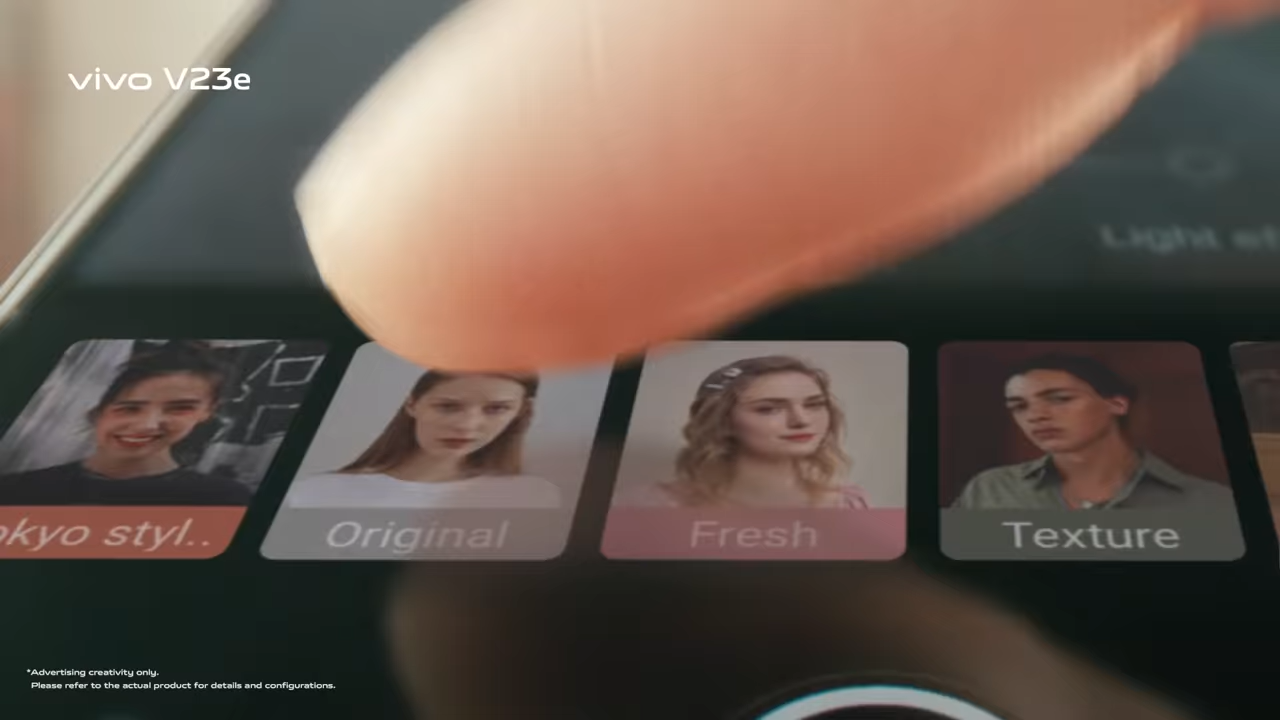 vivo V23e
Light
okyo styl..
Original
Fresh
Texture
*Advertising creativity only.
Please refer to the actual product for details and configurations.